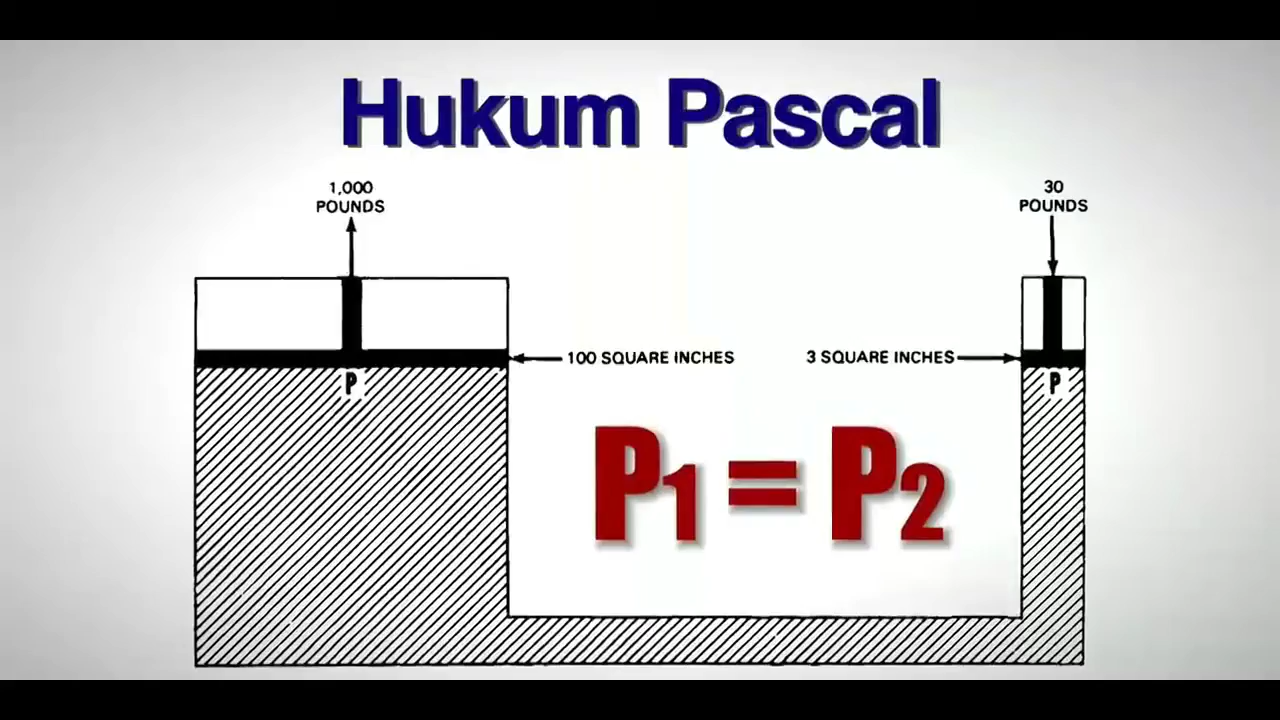 Hukum Pascal
1,000
POUNDS
30
POUNDS
100 SQUARE INCHES
3 SQUARE INCHES
P
P
P1 = P2